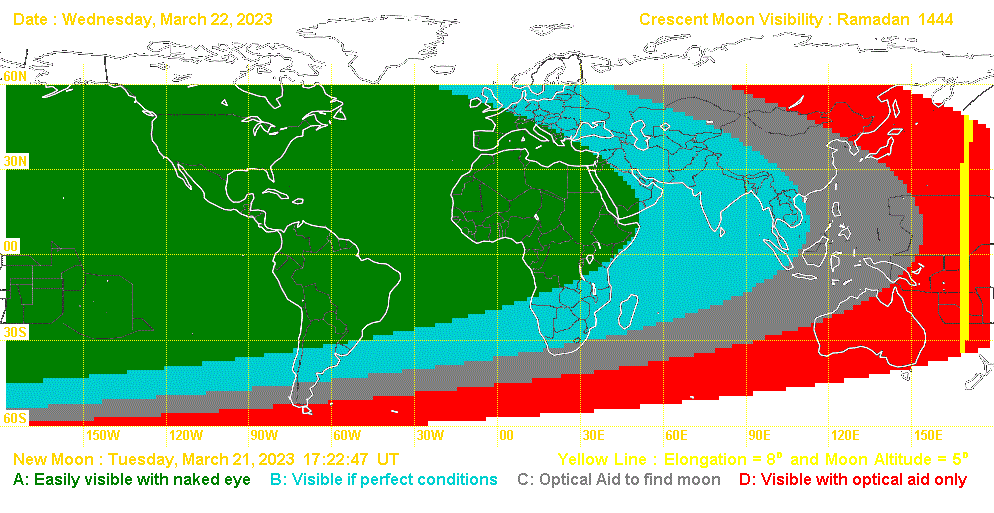 Date : Wednesday, March 22, 2023 Crescent Moon Visibility : Ramadan 1444
60N
30N
00
30S
60S
150W 120W 90W 60W 30W 00 30E 60E 90E 120E 150E
New Moon : Tuesday, March 21, 2023 17:22:47 UT Yellow Line : Elongation = 8° and Moon Altitude = 5°
A: Easily visible with naked eye B: Visible if perfect conditions C: Optical Aid to find moon D: Visible with optical aid only